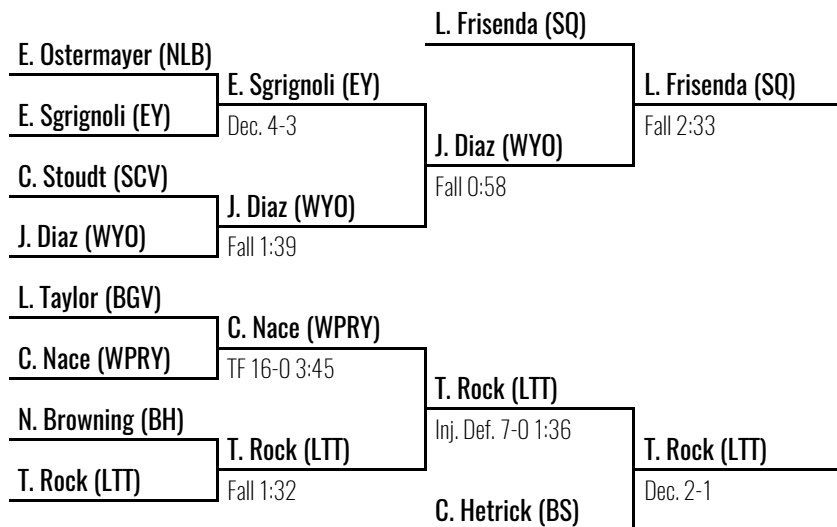 L. Frisenda (SQ)
E. Ostermayer (NLB)
E. Sgrignoli (EY)
L. Frisenda (SQ)
E. Sgrignoli (EY)
Dec. 4-3
Fall 2:33
J. Diaz (WYO)
C. Stoudt (SCV)
Fall 0:58
J. Diaz (WYO)
J. Diaz (WYO)
Fall 1:39
L. Taylor (BGV)
C. Nace (WPRY)
C. Nace (WPRY)
TF 16-0 3:45
T. Rock (LTT)
N. Browning (BH)
Inj. Def. 7-0 1:36
T. Rock (LTT)
T. Rock (LTT)
T. Rock (LTT)
Fall 1:32
Dec. 2-1
C. Hetrick (BS)